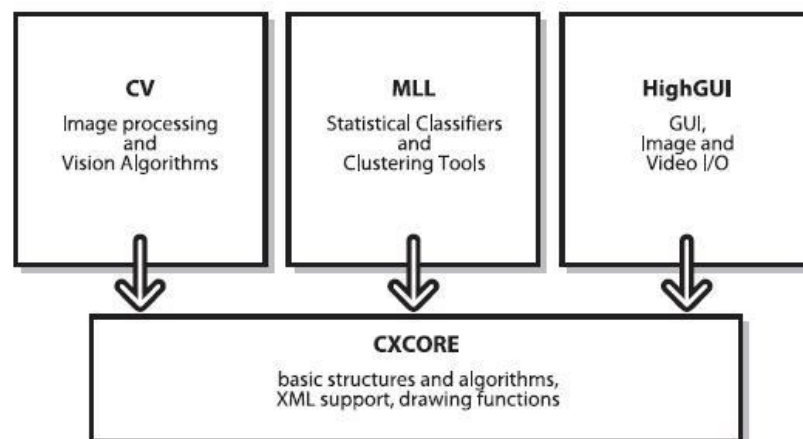 CV
Image processing
and
Vision Algorithms
MLL
Statistical Classifiers
and
Clustering Tools
HighGUI
GUI,
Image and
Video I/O
CXCORE
basic structures and algorithms,
XML support, drawing functions